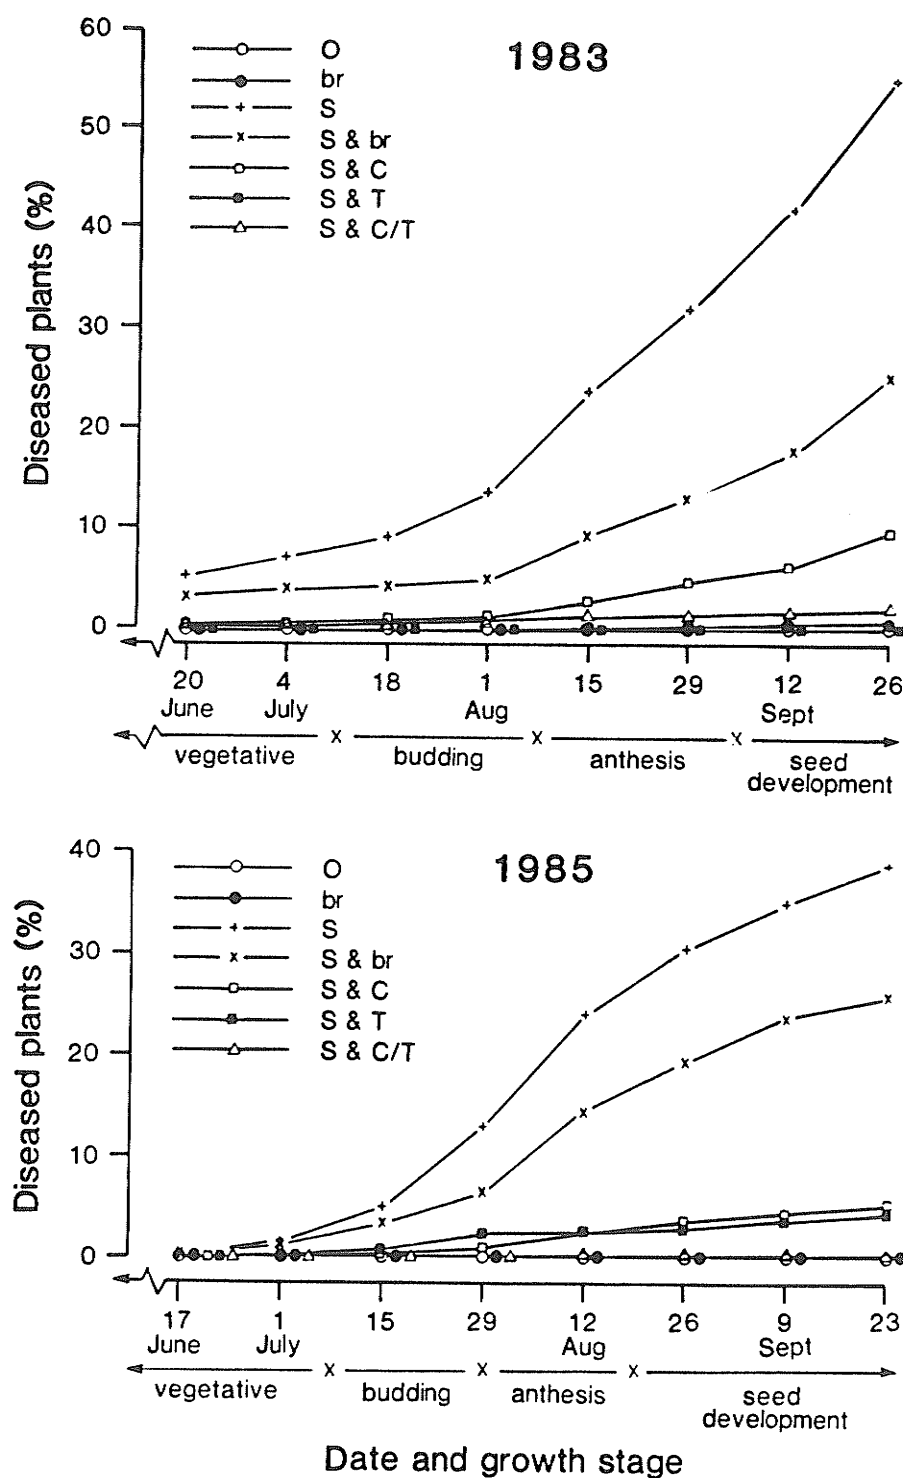 1983
60
50
40
30
20
10
0
Diseased plants (%)
O
br
S
S & br
S & C
S & T
S & C/T
20 4 18 1 15 29 12 26
June July Aug Sept
vegetative x budding x anthesis x seed
development
1985
40
30
20
10
0
Diseased plants (%)
O
br
S
S & br
S & C
S & T
S & C/T
17 1 15 29 12 26 9 23
June July Aug Sept
vegetative x budding x anthesis x seed
development
Date and growth stage